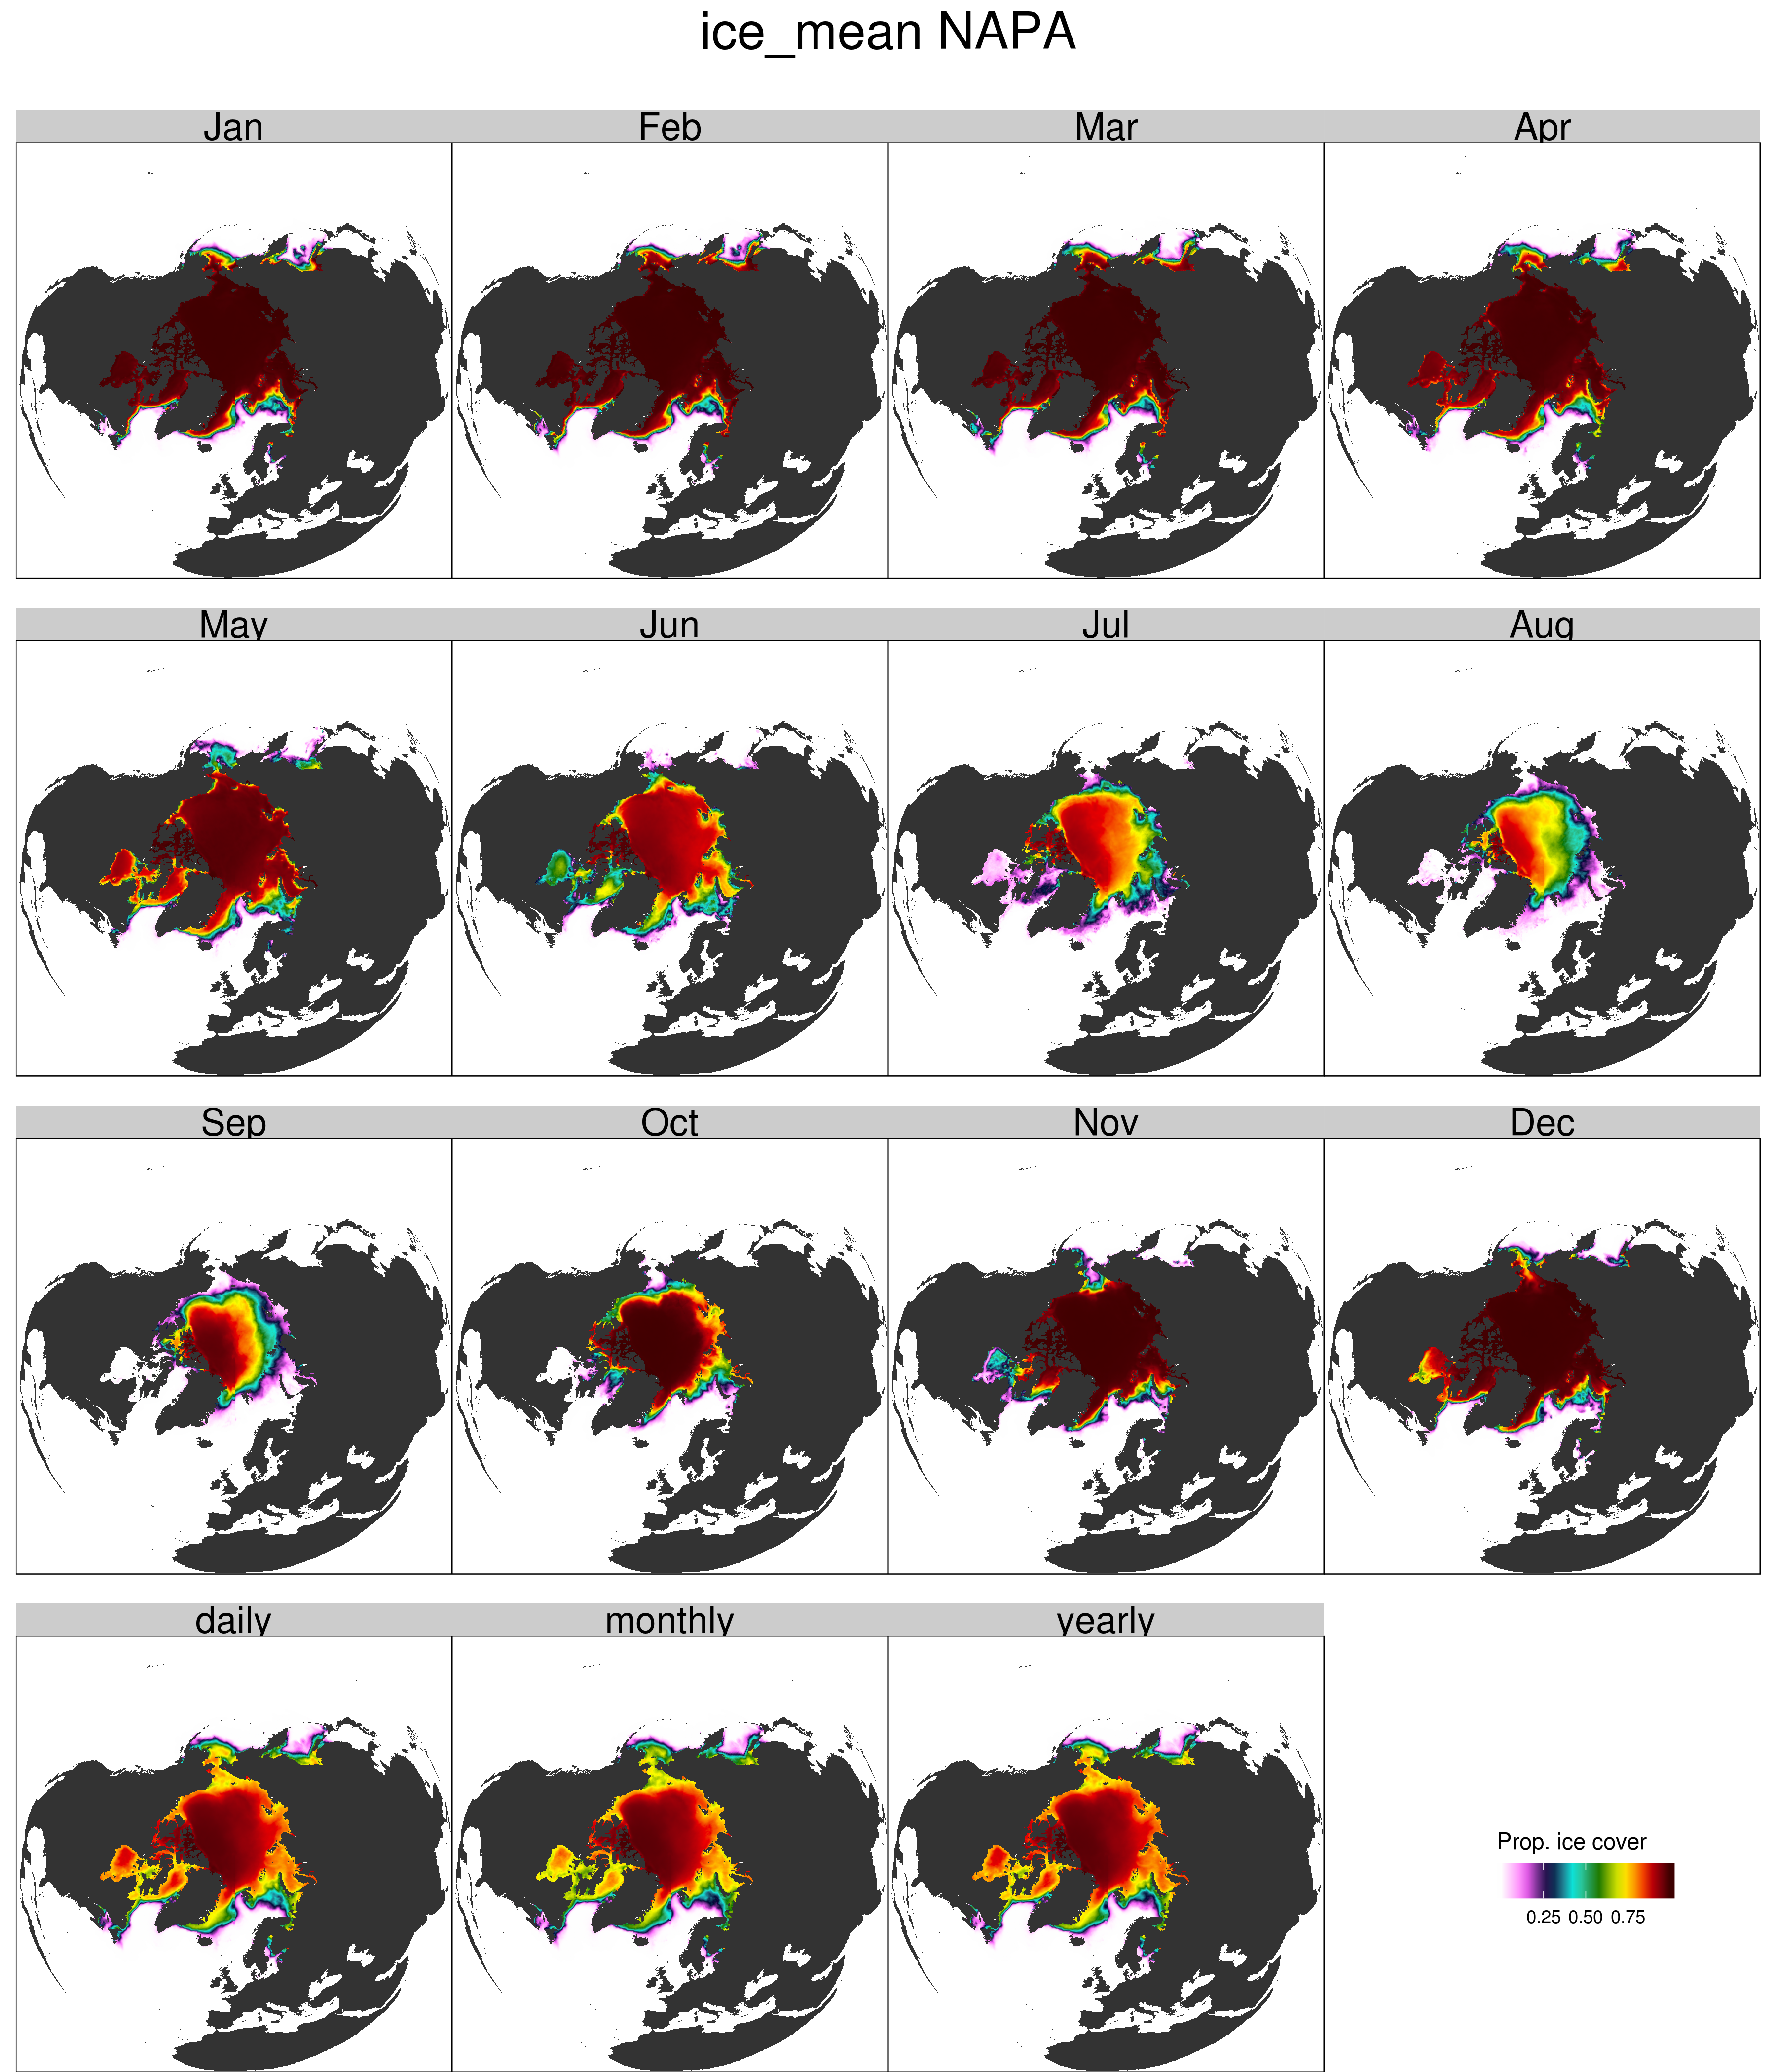 ice_mean NAPA
Jan Feb Mar Apr
May Jun Jul Aug
Sep Oct Nov Dec
daily monthly yearly
Prop. ice cover
0.25 0.50 0.75